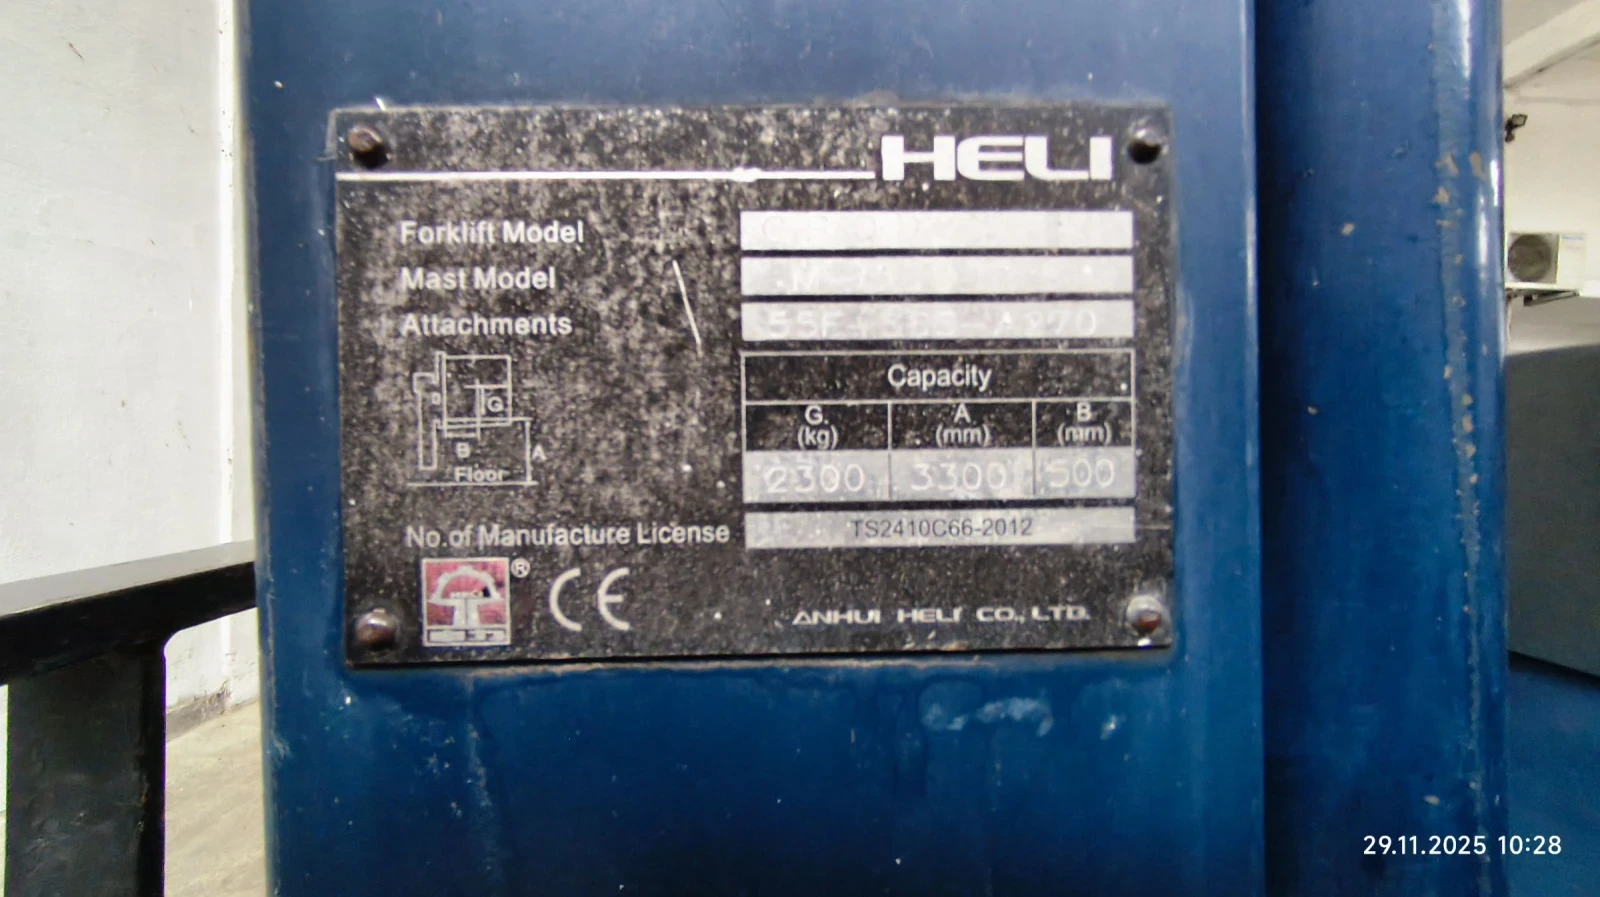 HELI
Forklift Model
Mast Model
Attachments
Capacity
G (kg) A (mm) B (mm)
2300 3300 500
G
B
A
Floor
No.of Manufacture License TS2410C66-2012
® CE
ANHUI HELI CO., LTD.
29.11.2025 10:28